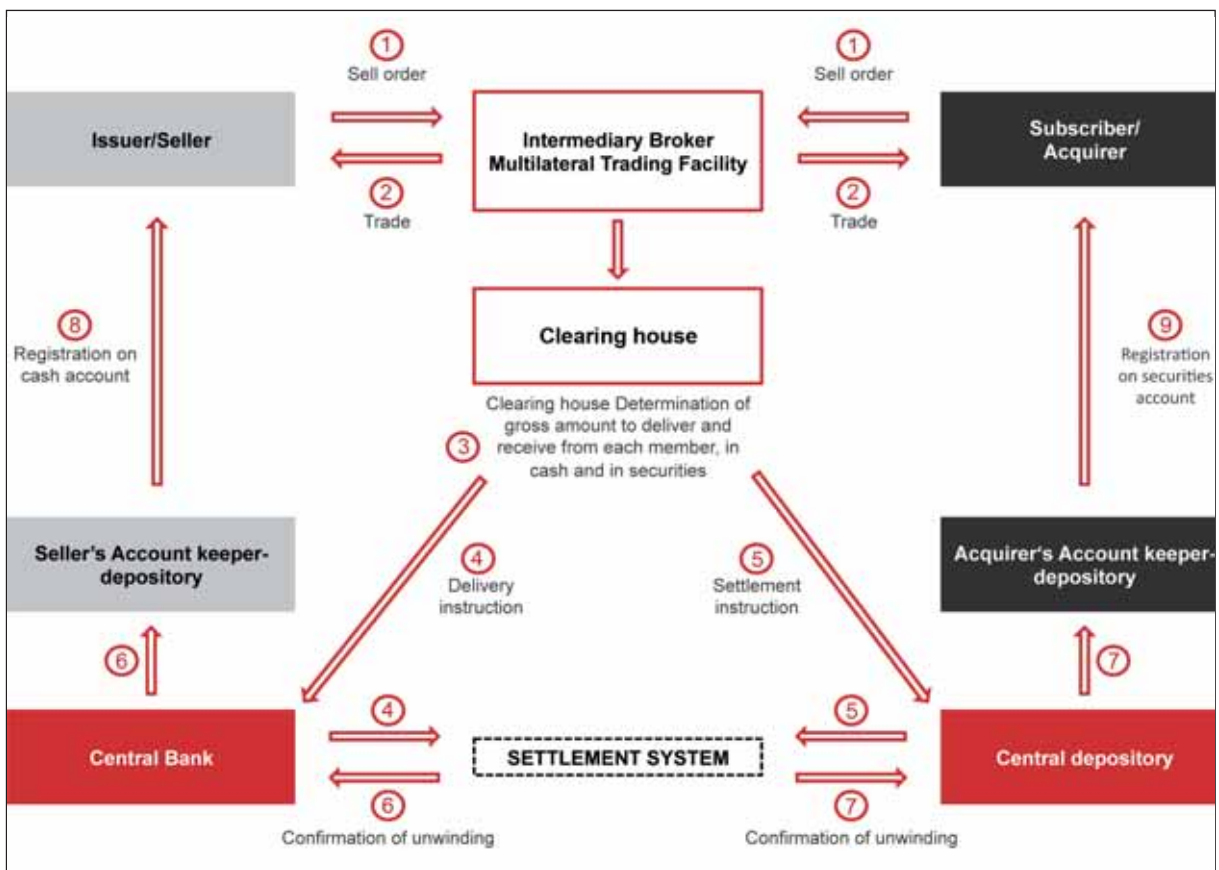 1
Sell order
1
Sell order
Issuer/Seller
Intermediary Broker
Multilateral Trading Facility
Subscriber/
Acquirer
2
Trade
2
Trade
Clearing house
8
Registration on
cash account
9
Registration
on securities
account
3
Clearing house Determination of
gross amount to deliver and
receive from each member, in
cash and in securities
Seller's Account keeper-
depository
4
Delivery
instruction
5
Settlement
instruction
Acquirer's Account keeper-
depository
6
7
4
5
Central Bank
SETTLEMENT SYSTEM
Central depository
6
Confirmation of unwinding
7
Confirmation of unwinding